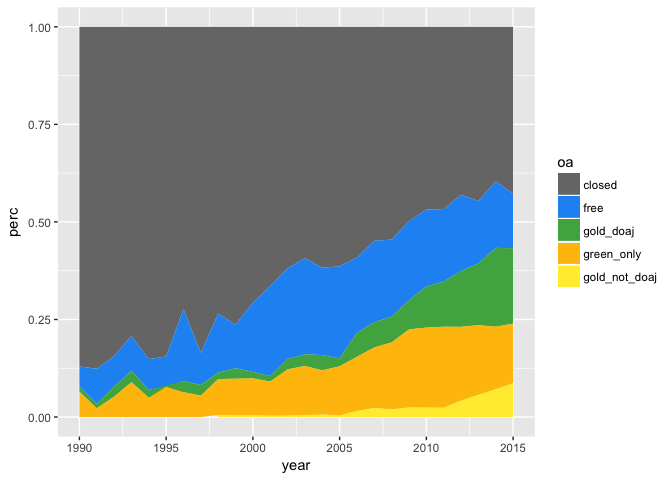 1.00
0.75
0.50
0.25
0.00
perc
1990 1995 2000 2005 2010 2015
year
oa
closed
free
gold_doaj
green_only
gold_not_doaj